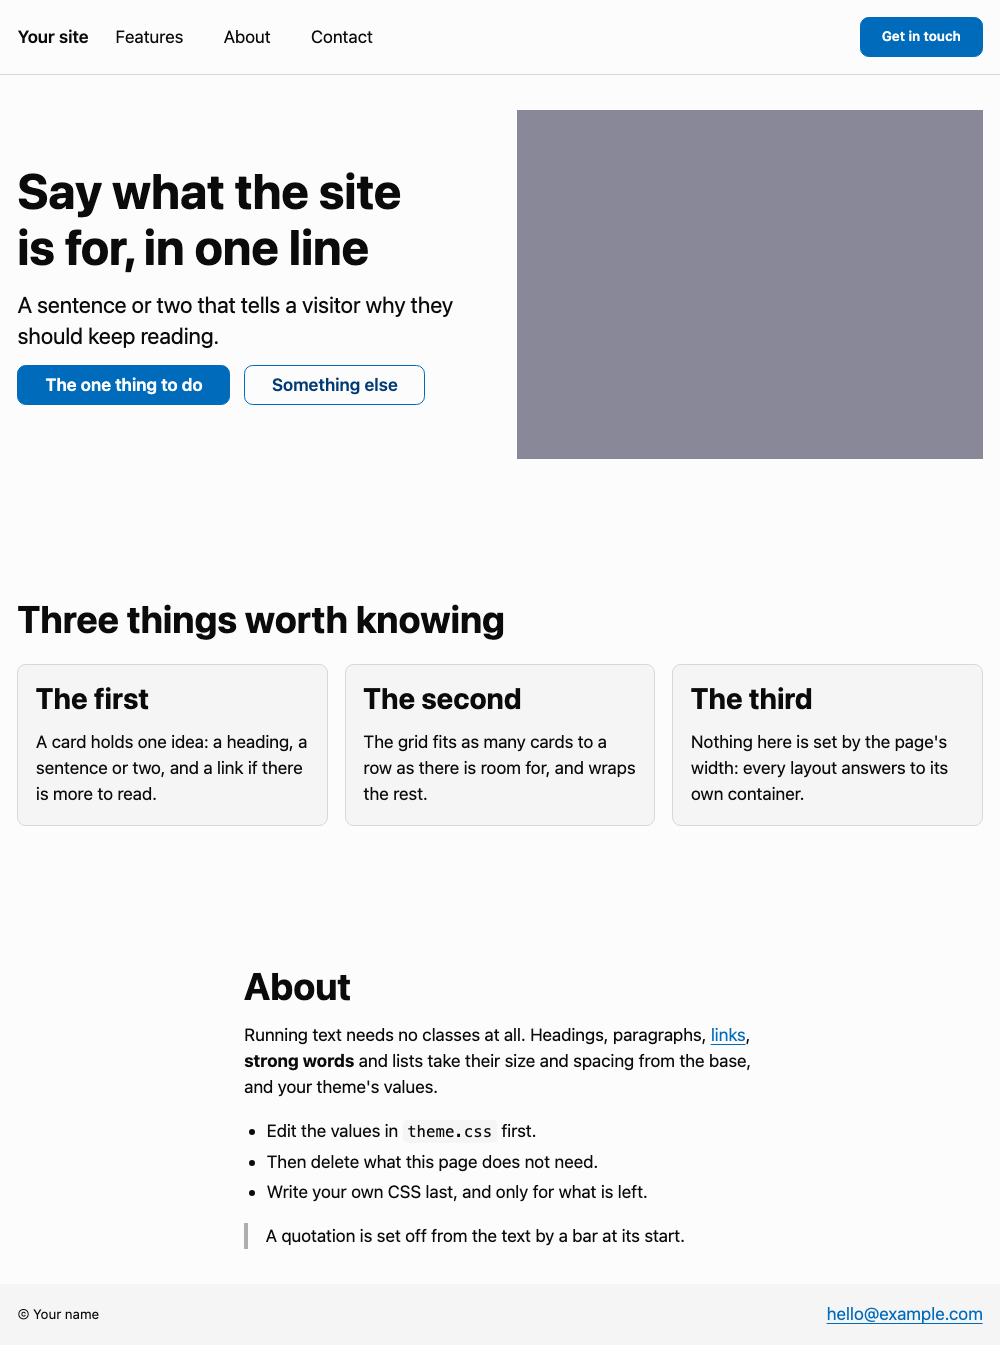 Your site Features About Contact Get in touch
Say what the site
is for, in one line
A sentence or two that tells a visitor why they
should keep reading.
The one thing to do Something else
Three things worth knowing
The first
A card holds one idea: a heading, a
sentence or two, and a link if there
is more to read.
The second
The grid fits as many cards to a
row as there is room for, and wraps
the rest.
The third
Nothing here is set by the page's
width: every layout answers to its
own container.
About
Running text needs no classes at all. Headings, paragraphs, links,
strong words and lists take their size and spacing from the base,
and your theme's values.
• Edit the values in theme.css first.
• Then delete what this page does not need.
• Write your own CSS last, and only for what is left.
A quotation is set off from the text by a bar at its start.
© Your name hello@example.com